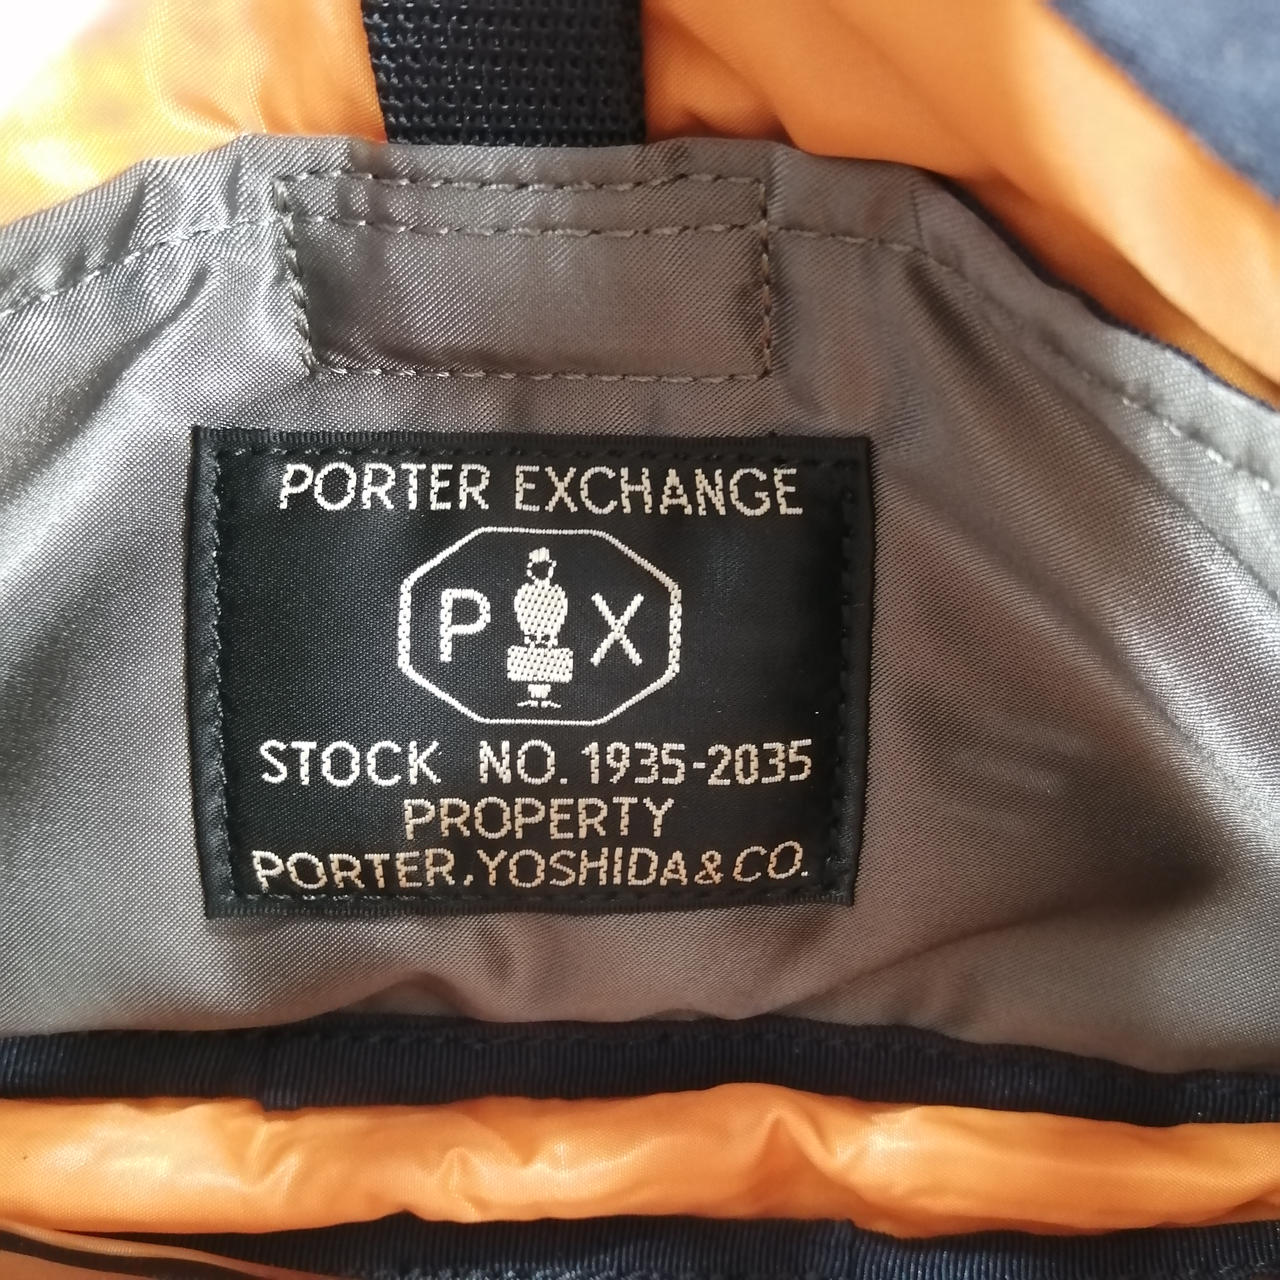 PORTER EXCHANGE
P X
STOCK NO. 1935-2035
PROPERTY
PORTER, YOSHIDA & CO.